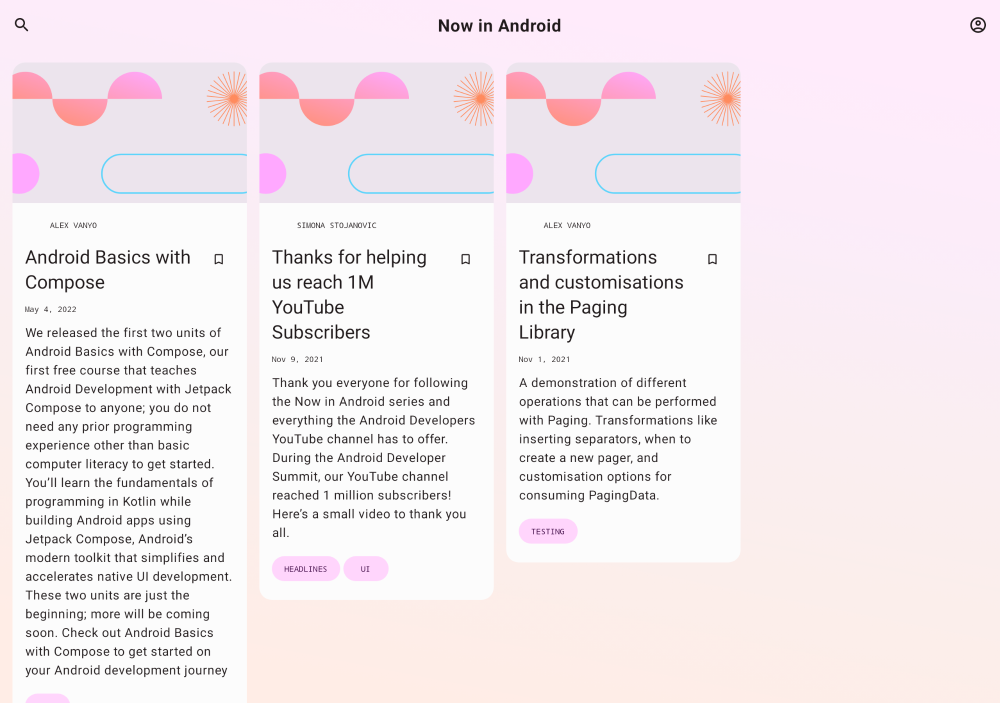 Now in Android
ALEX VANYO
Android Basics with
Compose
May 4, 2022
We released the first two units of
Android Basics with Compose, our
first free course that teaches
Android Development with Jetpack
Compose to anyone; you do not
need any prior programming
experience other than basic
computer literacy to get started.
You'll learn the fundamentals of
programming in Kotlin while
building Android apps using
Jetpack Compose, Android's
modern toolkit that simplifies and
accelerates native UI development.
These two units are just the
beginning; more will be coming
soon. Check out Android Basics
with Compose to get started on
your Android development journey
SIMONA STOJANOVIC
Thanks for helping
us reach 1M
YouTube
Subscribers
Nov 9, 2021
Thank you everyone for following
the Now in Android series and
everything the Android Developers
YouTube channel has to offer.
During the Android Developer
Summit, our YouTube channel
reached 1 million subscribers!
Here's a small video to thank you
all.
HEADLINES
UI
ALEX VANYO
Transformations
and customisations
in the Paging
Library
Nov 1, 2021
A demonstration of different
operations that can be performed
with Paging. Transformations like
inserting separators, when to
create a new pager, and
customisation options for
consuming PagingData.
TESTING